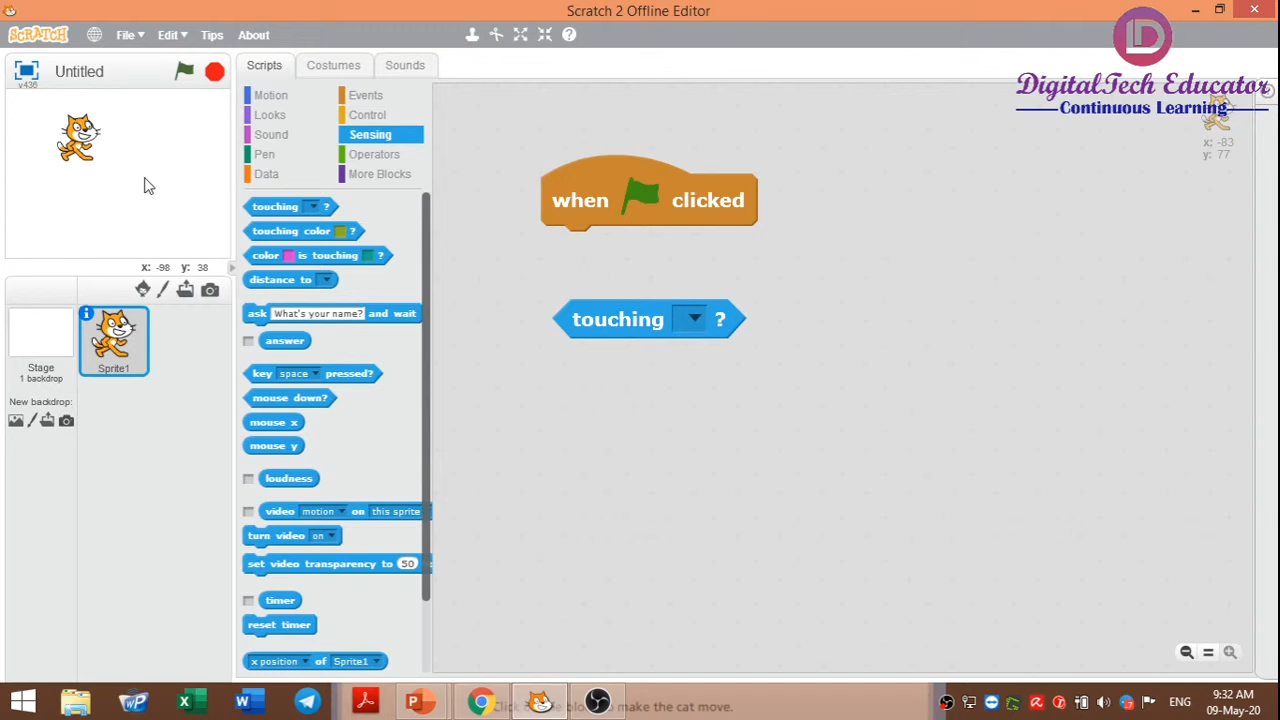 Scratch 2 Offline Editor
SCRATCH File Edit Tips About
Untitled
v436
x: -98 y: 38
Sprite1
Stage
1 backdrop
New backdrop:
Scripts Costumes Sounds
Motion Events
Looks Control
Sound Sensing
Pen Operators
Data More Blocks
touching ?
touching color ?
color is touching ?
distance to
ask What's your name? and wait
answer
key space pressed?
mouse down?
mouse x
mouse y
loudness
video motion on this sprite
turn video on
set video transparency to 50
timer
reset timer
x position of Sprite1
when clicked
touching ?
DigitalTech Educator
Continuous Learning
x: -83
y: 77
ENG
9:32 AM
09-May-20